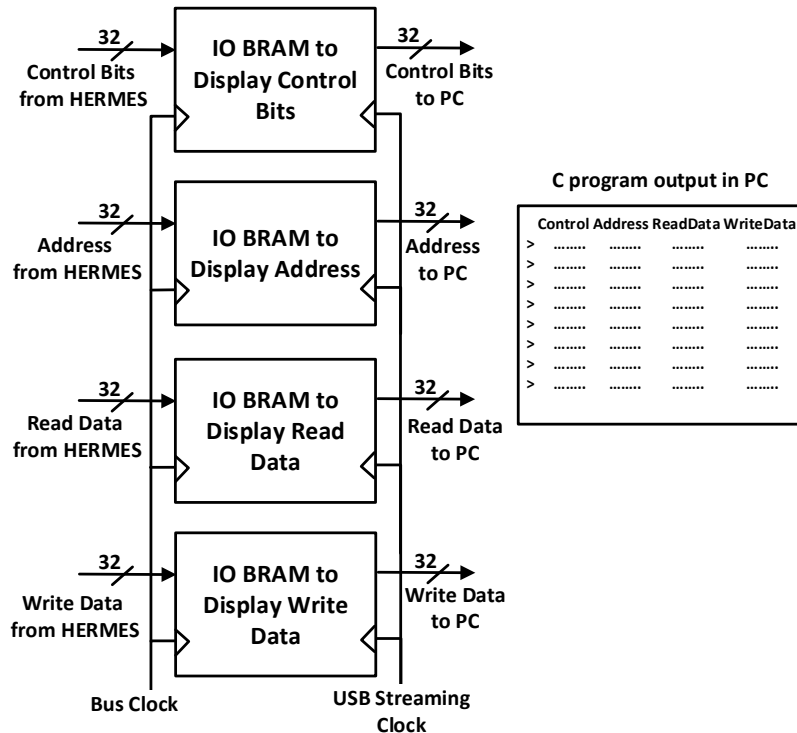 32
Control Bits
from HERMES
IO BRAM to
Display Control
Bits
32
Control Bits
to PC
32
Address
from HERMES
IO BRAM to
Display Address
32
Address
to PC
32
Read Data
from HERMES
IO BRAM to
Display Read
Data
32
Read Data
to PC
32
Write Data
from HERMES
IO BRAM to
Display Write
Data
32
Write Data
to PC
Bus Clock
USB Streaming
Clock
C program output in PC
Control Address ReadData WriteData
> ........ ........ ........ ........
> ........ ........ ........ ........
> ........ ........ ........ ........
> ........ ........ ........ ........
> ........ ........ ........ ........
> ........ ........ ........ ........
> ........ ........ ........ ........
> ........ ........ ........ ........